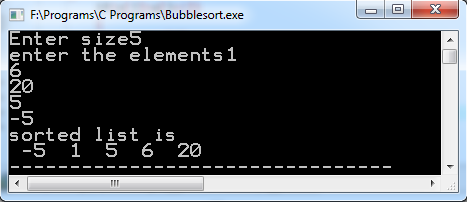 F:\Programs\C Programs\Bubblesort.exe
Enter size5
enter the elements1
6
20
5
-5
sorted list is
 -5  1  5  6  20
--------------------------------